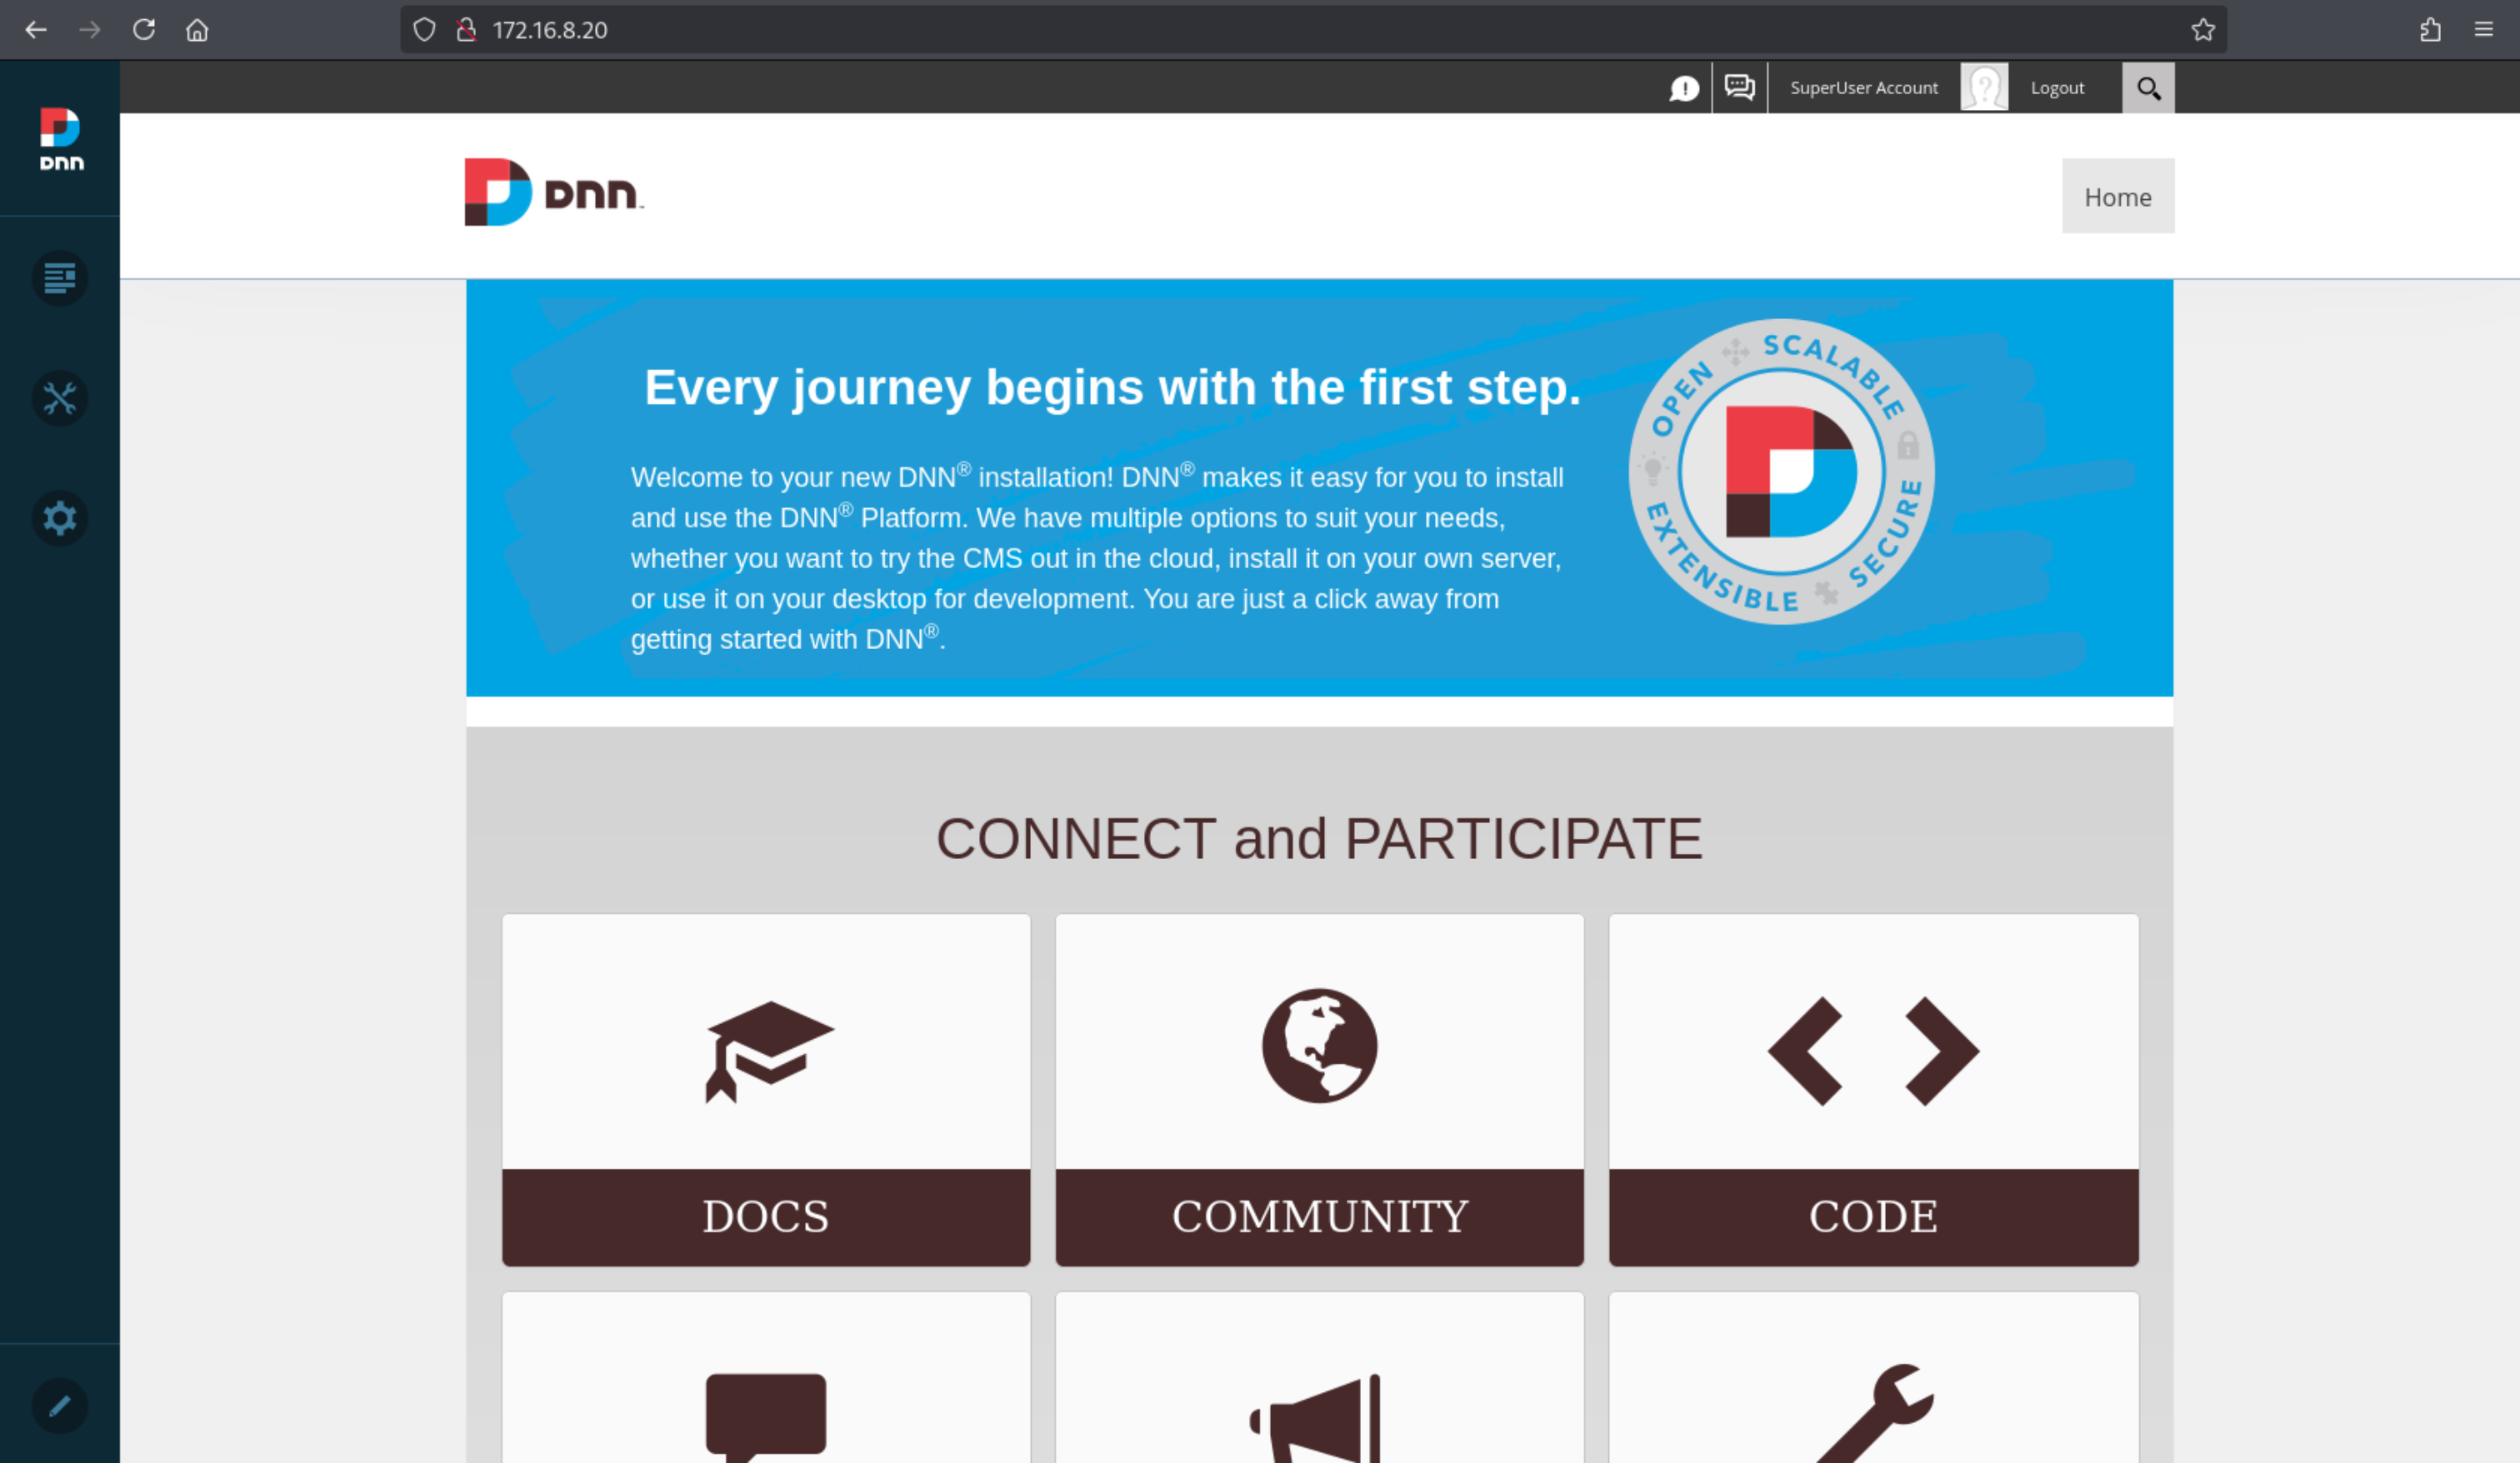 172.16.8.20
SuperUser Account
Logout
DNN
DNN
Home
Every journey begins with the first step.
Welcome to your new DNN® installation! DNN® makes it easy for you to install
and use the DNN® Platform. We have multiple options to suit your needs,
whether you want to try the CMS out in the cloud, install it on your own server,
or use it on your desktop for development. You are just a click away from
getting started with DNN®.
OPEN
SCALABLE
SECURE
EXTENSIBLE
CONNECT and PARTICIPATE
DOCS
COMMUNITY
CODE